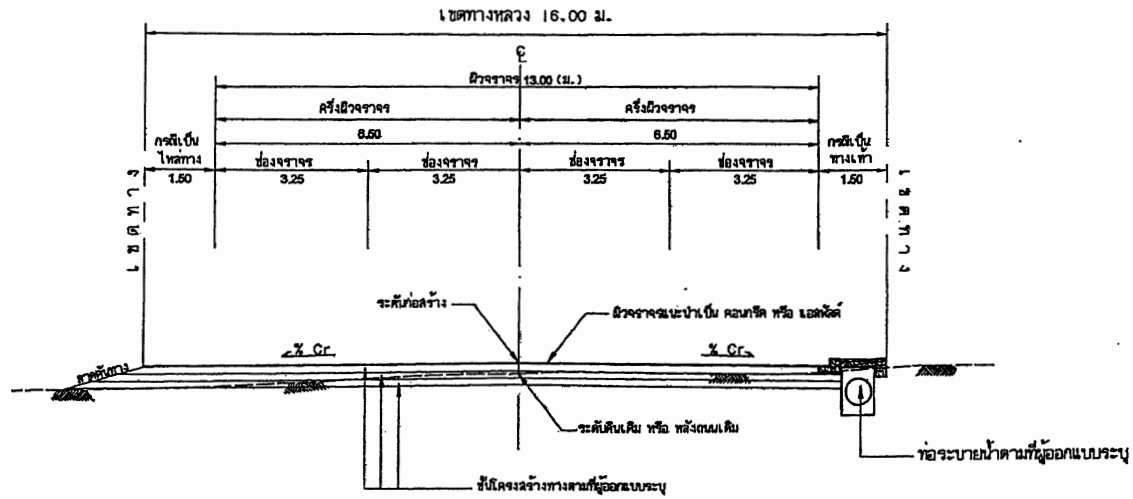 เขตทางหลวง 16.00 ม.
℄
ผิวจราจร 13.00 (ม.)
ครึ่งผิวจราจร ครึ่งผิวจราจร
6.50 6.50
กรณีเป็น
ไหล่ทาง
ช่องจราจร ช่องจราจร ช่องจราจร ช่องจราจร
กรณีเป็น
ทางเท้า
1.50 3.25 3.25 3.25 3.25 1.50
เขตทาง
เขตทาง
ระดับก่อสร้าง
ผิวจราจรแนะนำเป็น คอนกรีต หรือ แอสฟัลต์
% Cr. % Cr.
ลาดคันทาง
ระดับดินเดิม หรือ หลังถนนเดิม
ท่อระบายน้ำตามที่ผู้ออกแบบระบุ
ชั้นโครงสร้างทางตามที่ผู้ออกแบบระบุ